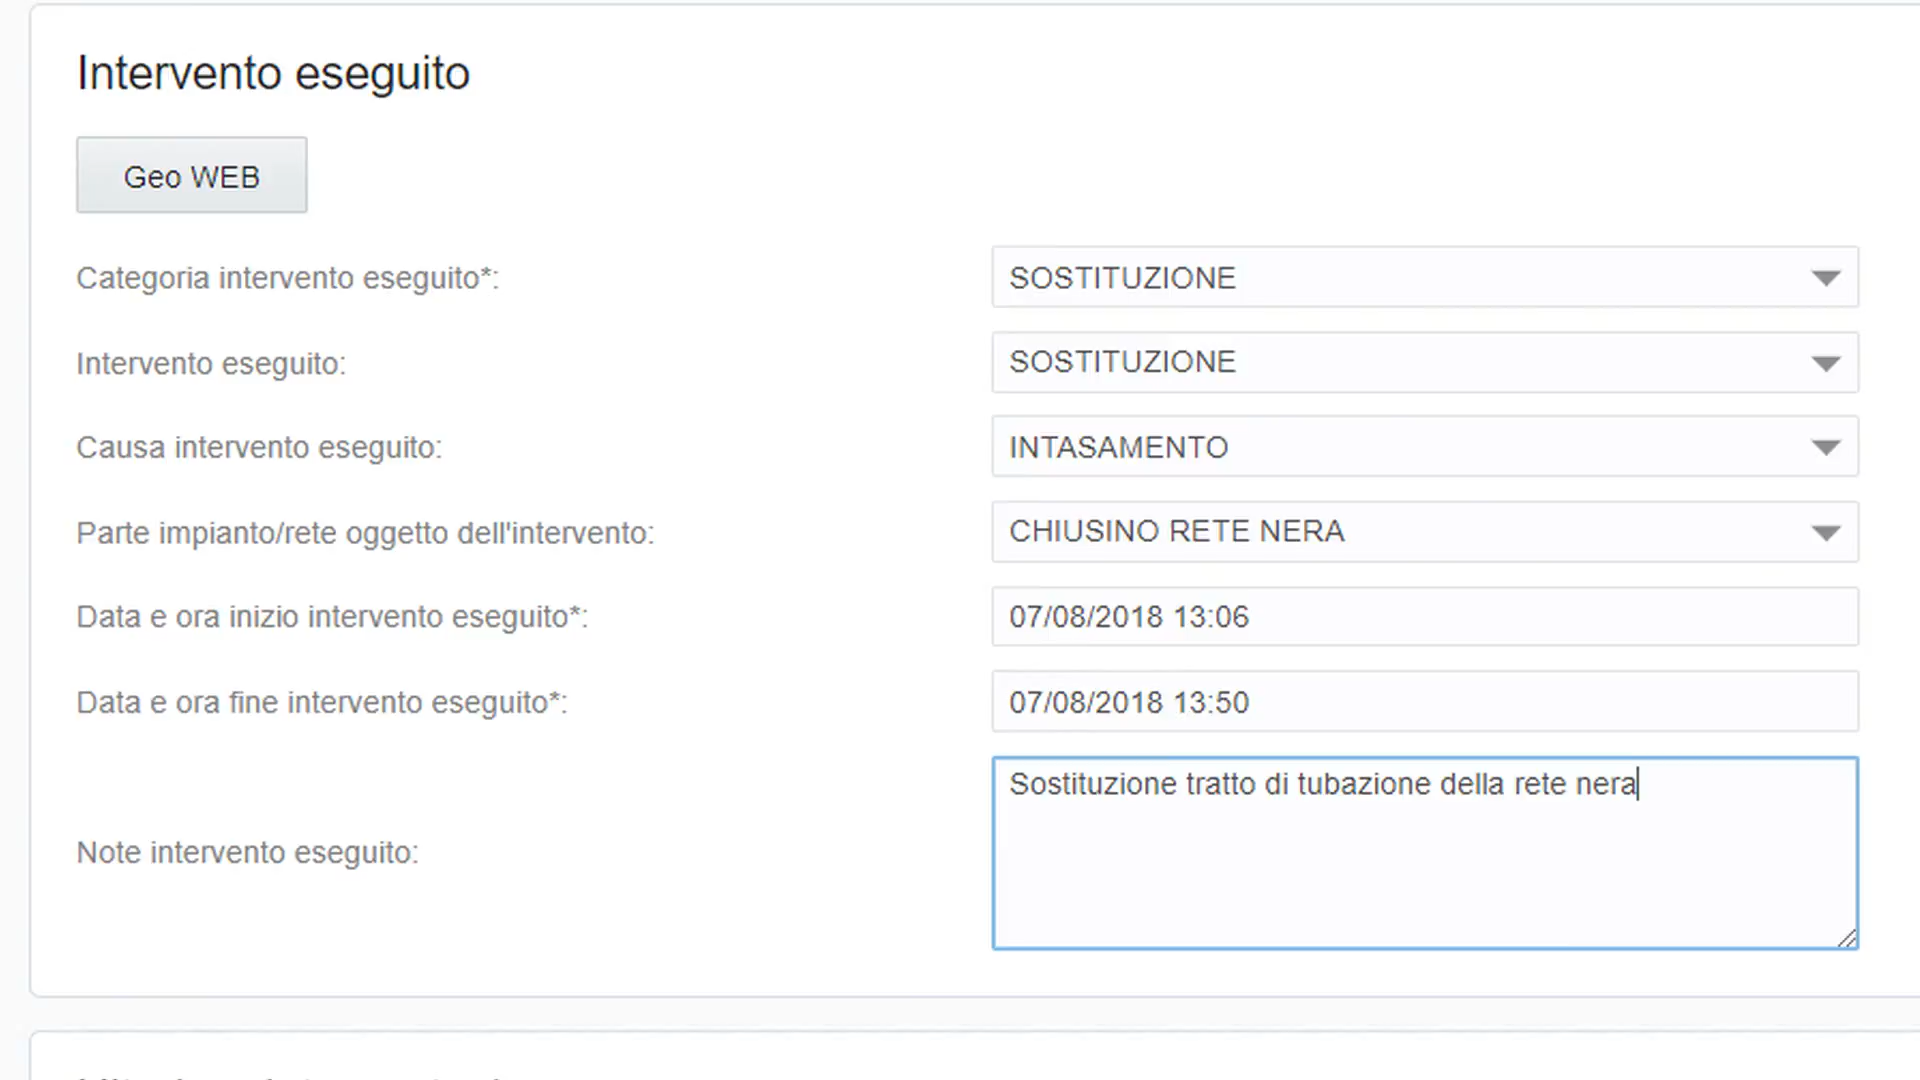 Intervento eseguito
Geo WEB
Categoria intervento eseguito*: SOSTITUZIONE
Intervento eseguito: SOSTITUZIONE
Causa intervento eseguito: INTASAMENTO
Parte impianto/rete oggetto dell'intervento: CHIUSINO RETE NERA
Data e ora inizio intervento eseguito*: 07/08/2018 13:06
Data e ora fine intervento eseguito*: 07/08/2018 13:50
Note intervento eseguito: Sostituzione tratto di tubazione della rete nera